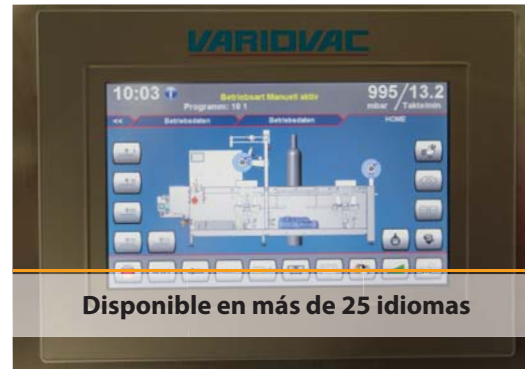 VARIOVAC
10:03
Betriebsart Manuell aktiv
Programm: 10 1
995/13.2
mbar / Takte/min
<< Betriebsdaten Betriebsdaten HOME
Disponible en más de 25 idiomas